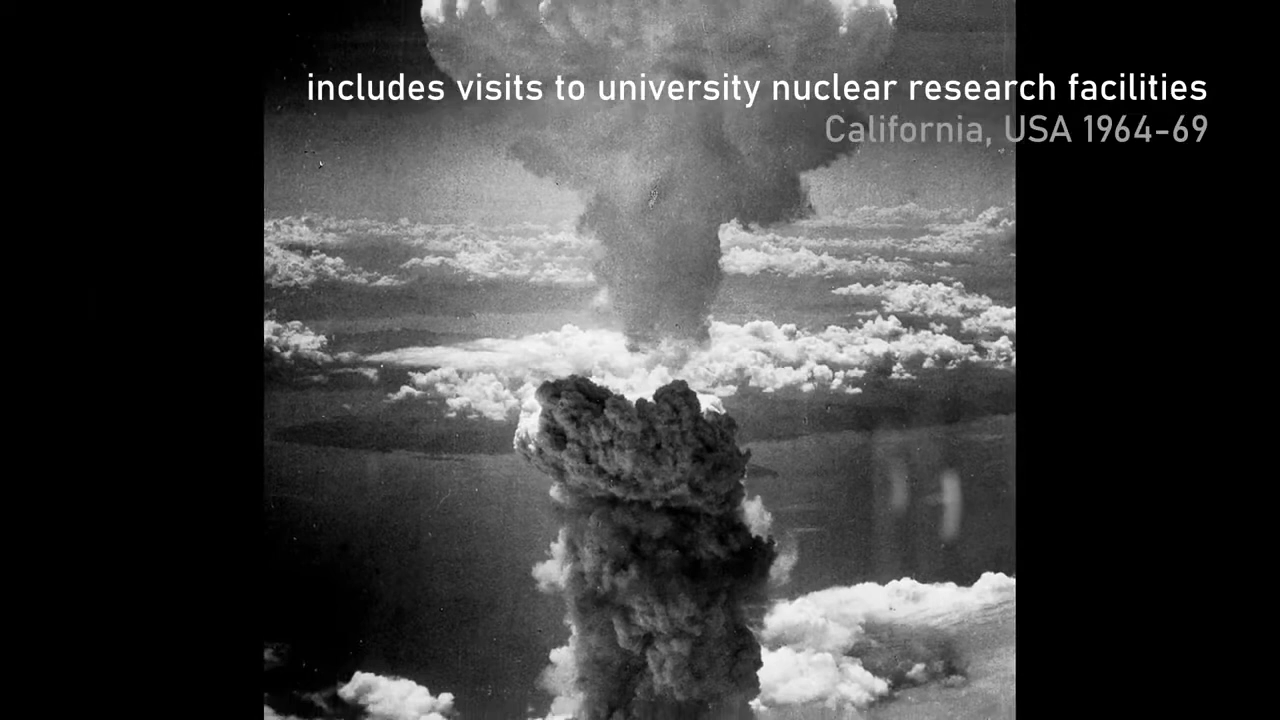 includes visits to university nuclear research facilities
California, USA 1964-69